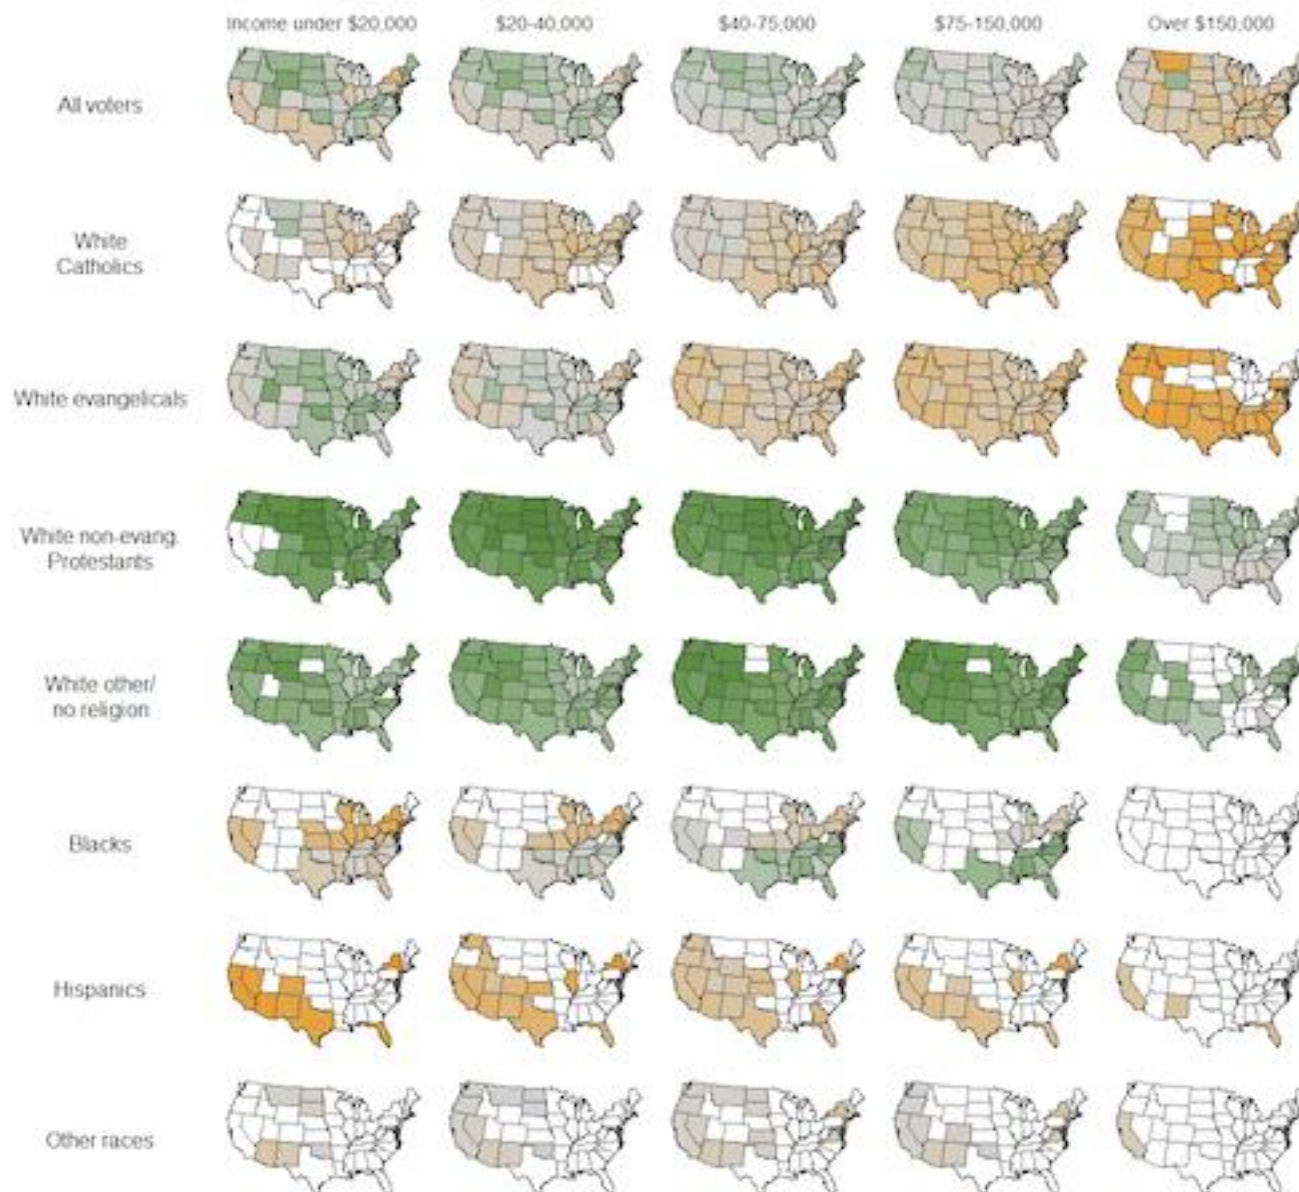 Income under $20,000
$20-40,000
$40-75,000
$75-150,000
Over $150,000
All voters
White
Catholics
White evangelicals
White non-evang.
Protestants
White other/
no religion
Blacks
Hispanics
Other races